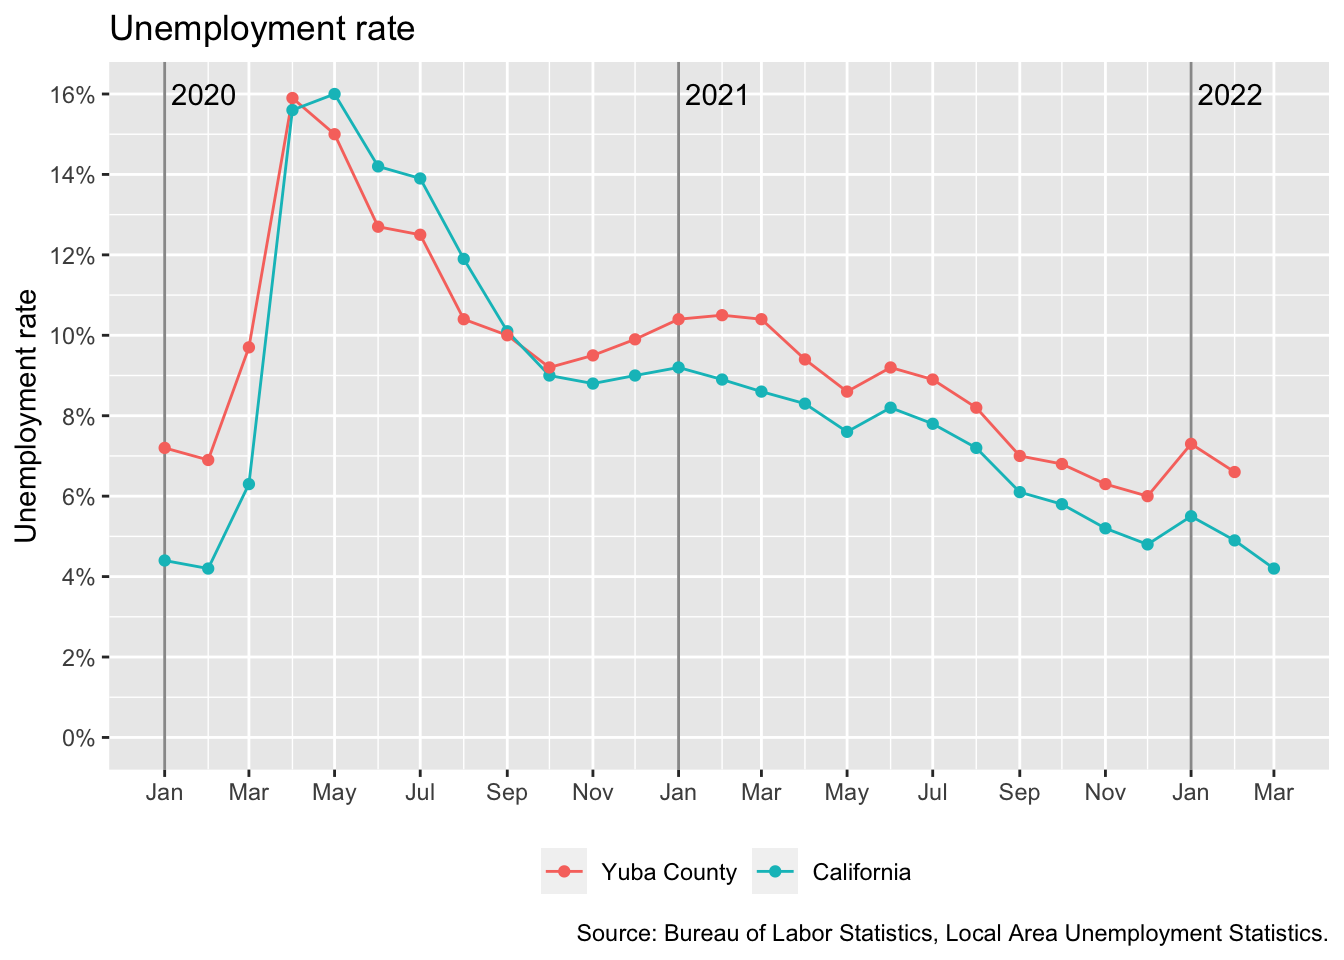 Unemployment rate
2020 2021 2022
16%
14%
12%
10%
8%
6%
4%
2%
0%
Unemployment rate
Jan Mar May Jul Sep Nov Jan Mar May Jul Sep Nov Jan Mar
Yuba County California
Source: Bureau of Labor Statistics, Local Area Unemployment Statistics.